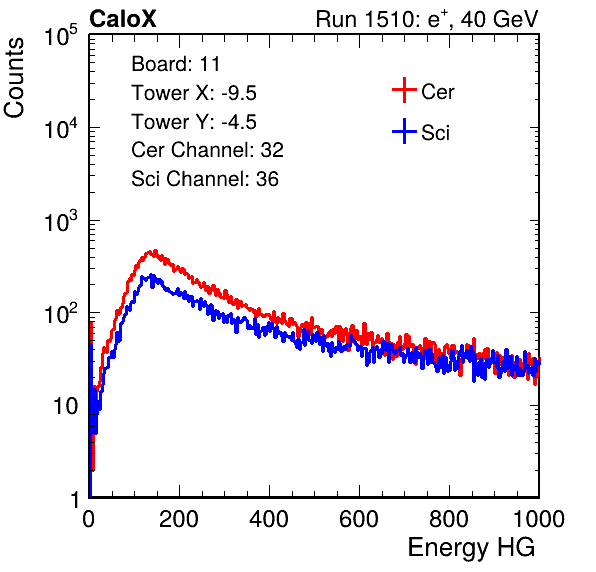 CaloX Run 1510: e⁺, 40 GeV
Counts
Board: 11
Tower X: -9.5
Tower Y: -4.5
Cer Channel: 32
Sci Channel: 36
Cer
Sci
10⁵
10⁴
10³
10²
10
1
0 200 400 600 800 1000
Energy HG